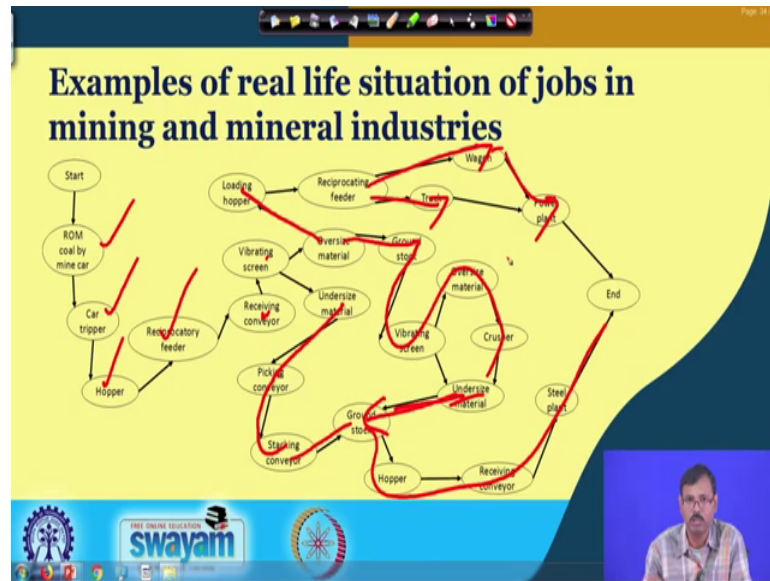 Page: 34
Examples of real life situation of jobs in
mining and mineral industries
Start
ROM
coal by
mine car
Car
tripper
Hopper
Reciprocatory
feeder
Receiving
conveyor
Vibrating
screen
Loading
hopper
Reciprocating
feeder
Wagon
Truck
Power
plant
Oversize
material
Ground
stock
Undersize
material
Picking
conveyor
Stacking
conveyor
Ground
stock
Vibrating
screen
Oversize
material
Crusher
Undersize
material
Hopper
Receiving
conveyor
Steel
plant
End
FREE ONLINE EDUCATION
swayam